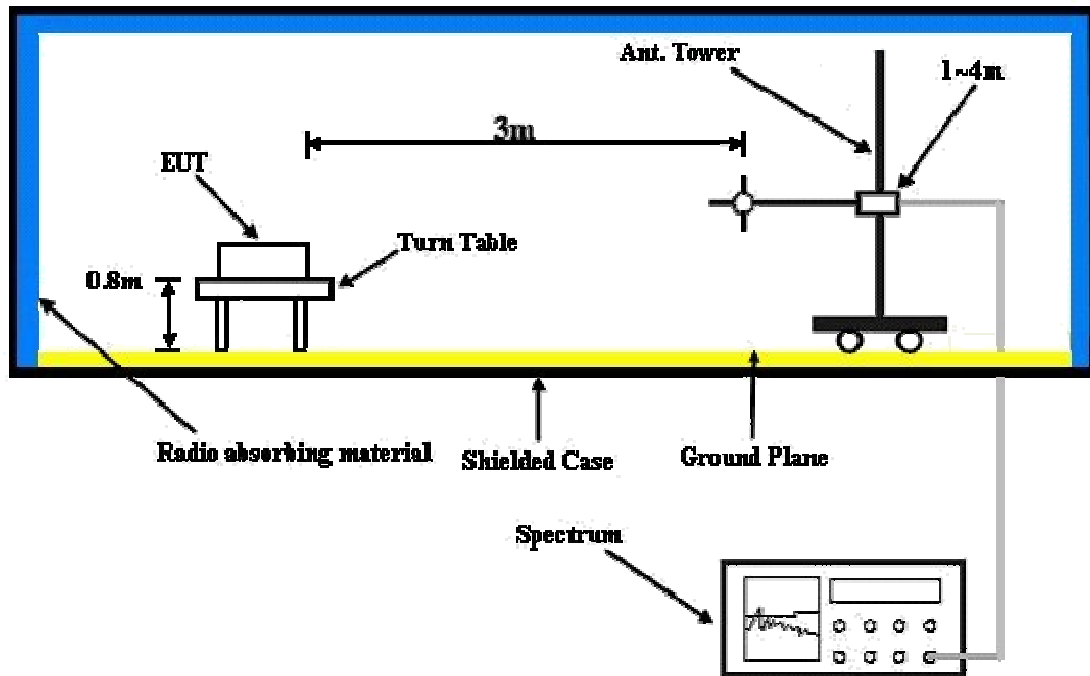 Ant. Tower
1~4m
3m
EUT
Turn Table
0.8m
Radio absorbing material
Shielded Case
Ground Plane
Spectrum